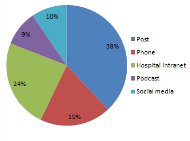 10%
9%
38%
24%
19%
Post
Phone
Hospital intranet
Podcast
Social media